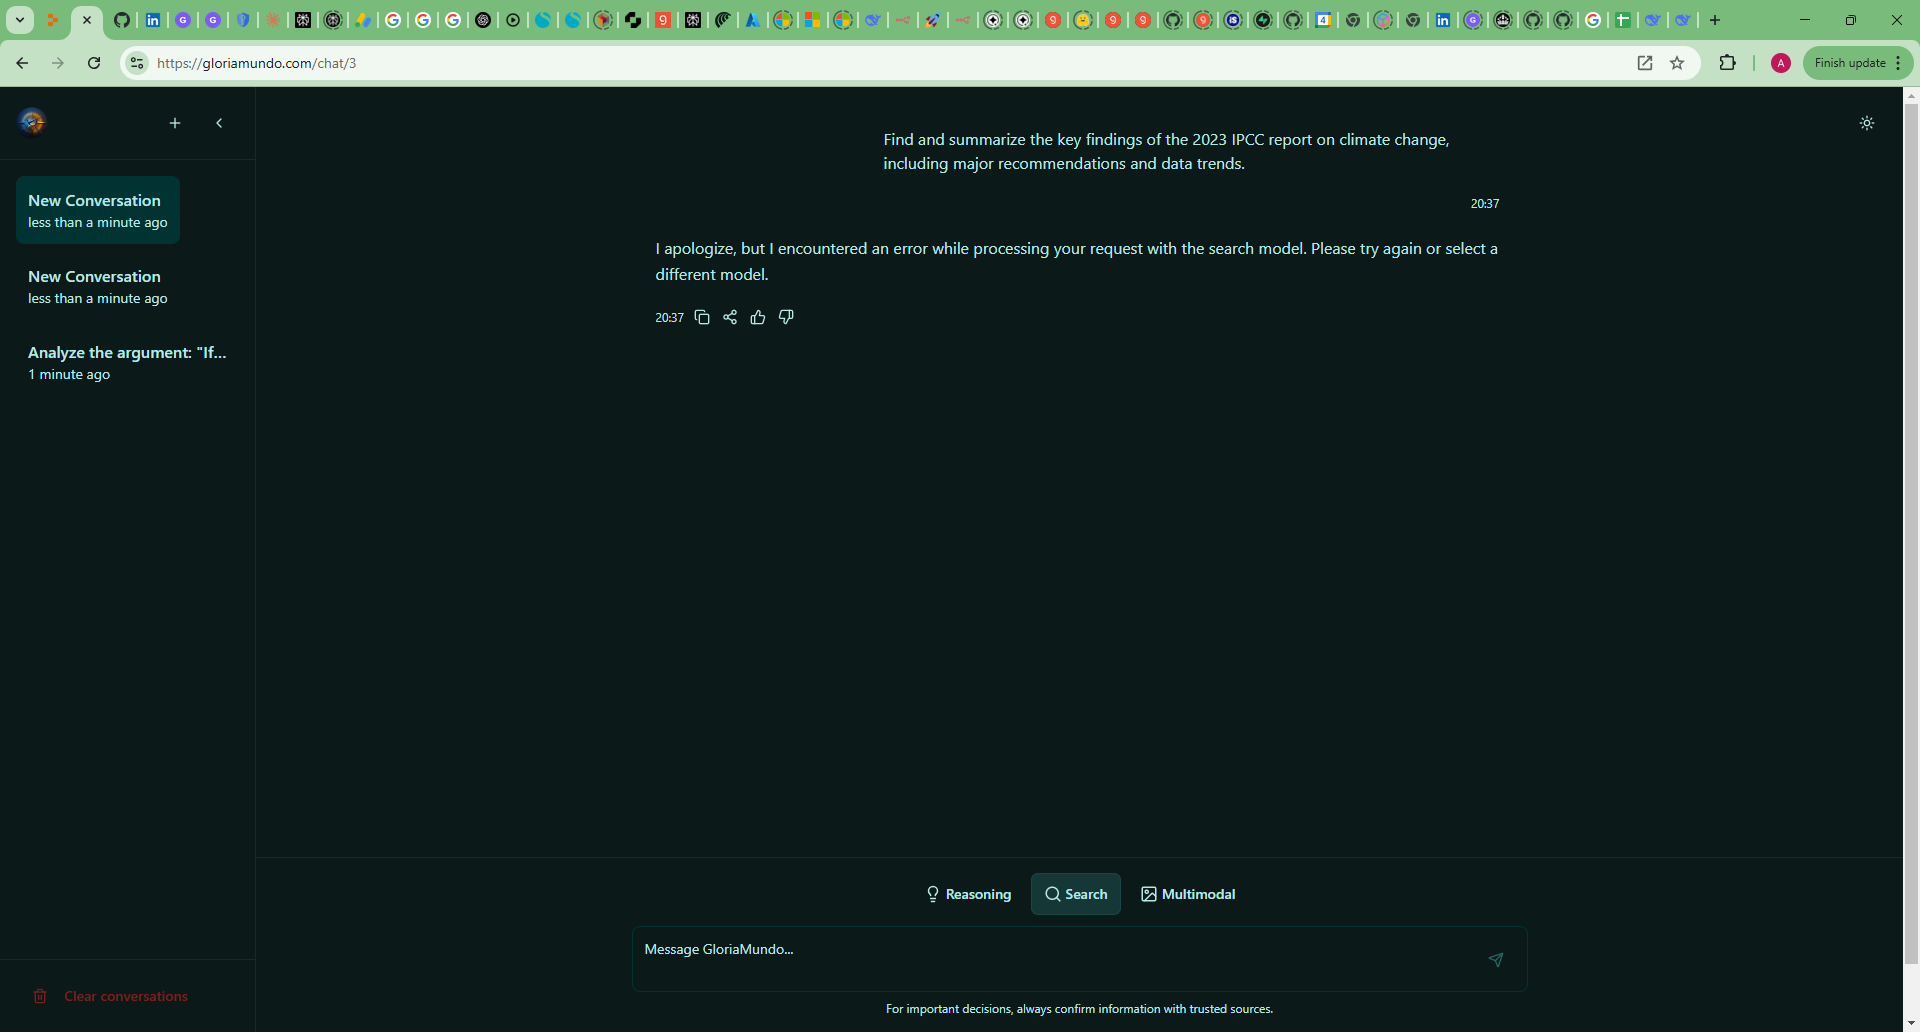 https://gloriamundo.com/chat/3
A
Finish update
New Conversation
less than a minute ago
New Conversation
less than a minute ago
Analyze the argument: "If...
1 minute ago
Clear conversations
Find and summarize the key findings of the 2023 IPCC report on climate change,
including major recommendations and data trends.
20:37
I apologize, but I encountered an error while processing your request with the search model. Please try again or select a
different model.
20:37
Reasoning
Search
Multimodal
Message GloriaMundo...
For important decisions, always confirm information with trusted sources.